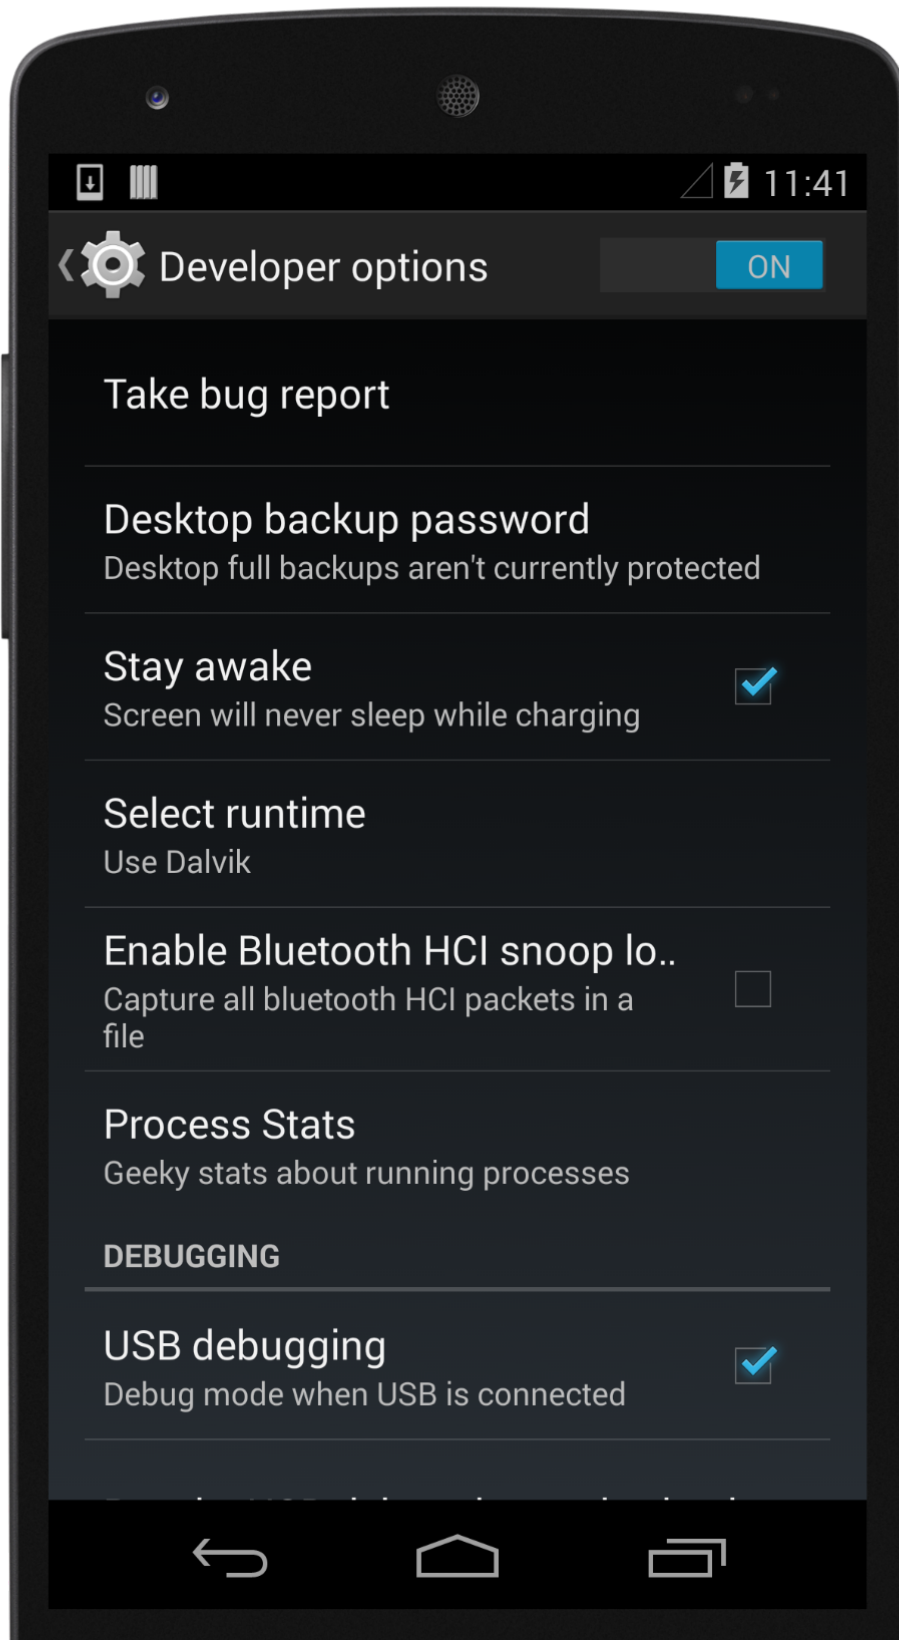 11:41
Developer options
ON
Take bug report
Desktop backup password
Desktop full backups aren't currently protected
Stay awake
Screen will never sleep while charging
Select runtime
Use Dalvik
Enable Bluetooth HCI snoop lo..
Capture all bluetooth HCI packets in a
file
Process Stats
Geeky stats about running processes
DEBUGGING
USB debugging
Debug mode when USB is connected